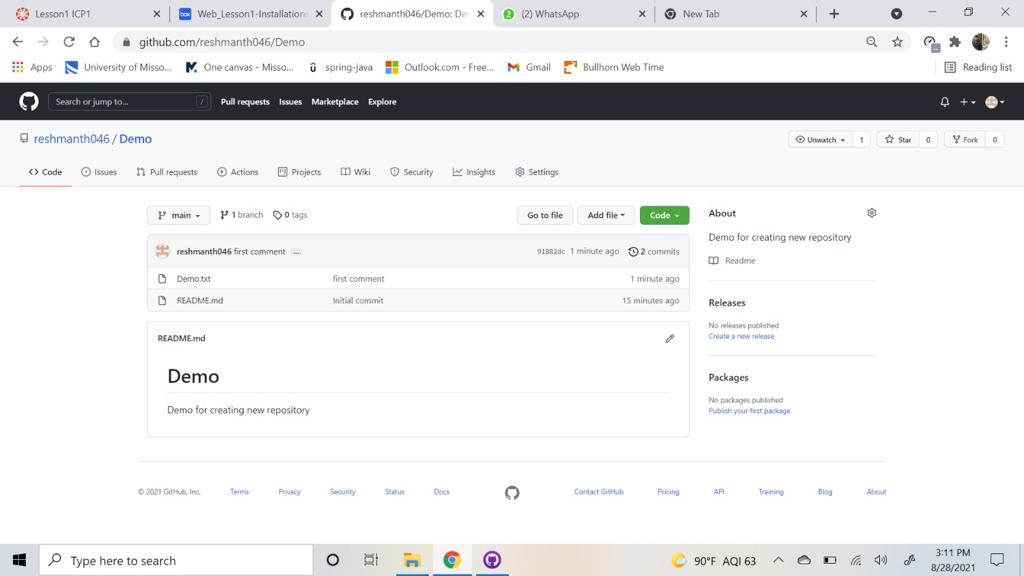 Lesson1 ICP1
Web_Lesson1-Installations
reshmanth046/Demo: De
(2) WhatsApp
New Tab
github.com/reshmanth046/Demo
Apps
University of Misso...
One canvas - Misso...
spring-java
Outlook.com - Free...
Gmail
Bullhorn Web Time
Reading list
Search or jump to...
/
Pull requests
Issues
Marketplace
Explore
reshmanth046 / Demo
Unwatch
1
Star
0
Fork
0
Code
Issues
Pull requests
Actions
Projects
Wiki
Security
Insights
Settings
main
1 branch
0 tags
Go to file
Add file
Code
reshmanth046 first comment ...
91882dc 1 minute ago
2 commits
Demo.txt
first comment
1 minute ago
README.md
Initial commit
15 minutes ago
README.md
Demo
Demo for creating new repository
About
Demo for creating new repository
Readme
Releases
No releases published
Create a new release
Packages
No packages published
Publish your first package
© 2021 GitHub, Inc.
Terms
Privacy
Security
Status
Docs
Contact GitHub
Pricing
API
Training
Blog
About
Type here to search
90°F AQI 63
3:11 PM
8/28/2021